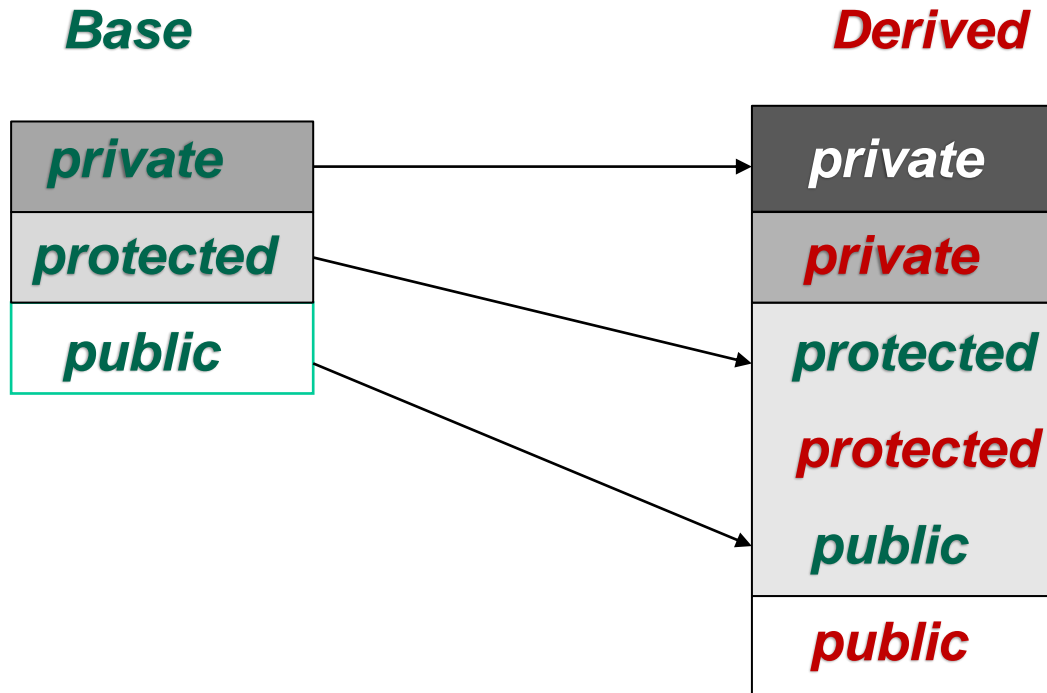 Base
Derived
private
protected
public
private
private
protected
protected
public
public